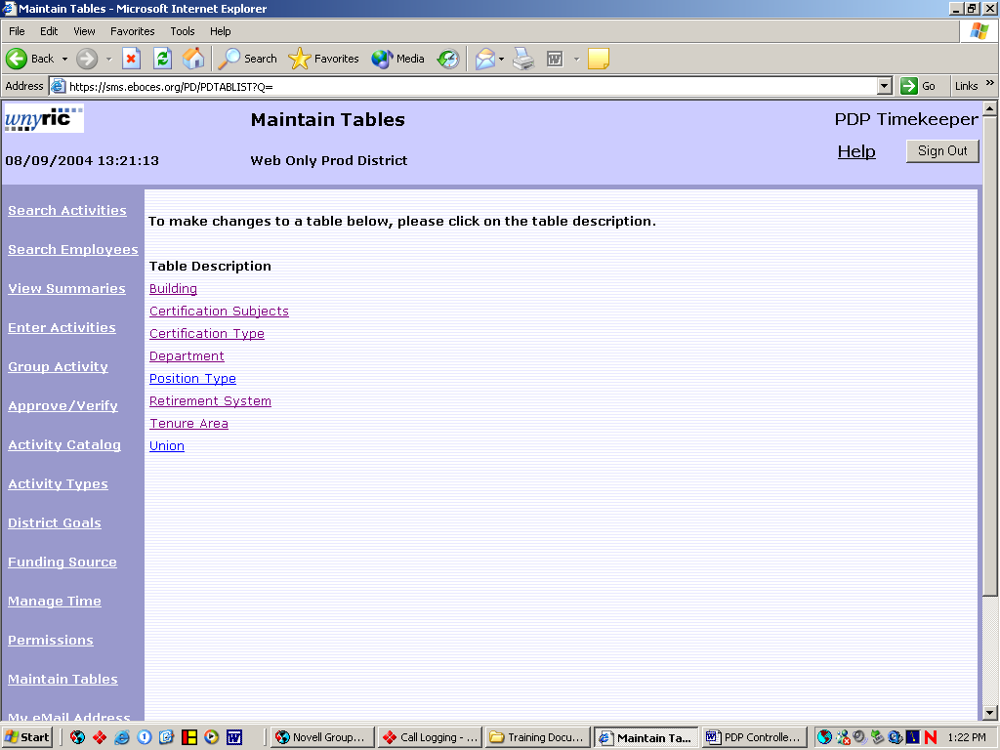 Maintain Tables - Microsoft Internet Explorer
File Edit View Favorites Tools Help
Back Search Favorites Media
Address https://sms.eboces.org/PD/PDTABLIST?Q= Go Links »
wnyric Maintain Tables PDP Timekeeper
Help Sign Out
08/09/2004 13:21:13 Web Only Prod District
Search Activities
Search Employees
View Summaries
Enter Activities
Group Activity
Approve/Verify
Activity Catalog
Activity Types
District Goals
Funding Source
Manage Time
Permissions
Maintain Tables
My eMail Address
To make changes to a table below, please click on the table description.
Table Description
Building
Certification Subjects
Certification Type
Department
Position Type
Retirement System
Tenure Area
Union
Start Novell Group... Call Logging - ... Training Docu... Maintain Ta... PDP Controlle... 1:22 PM